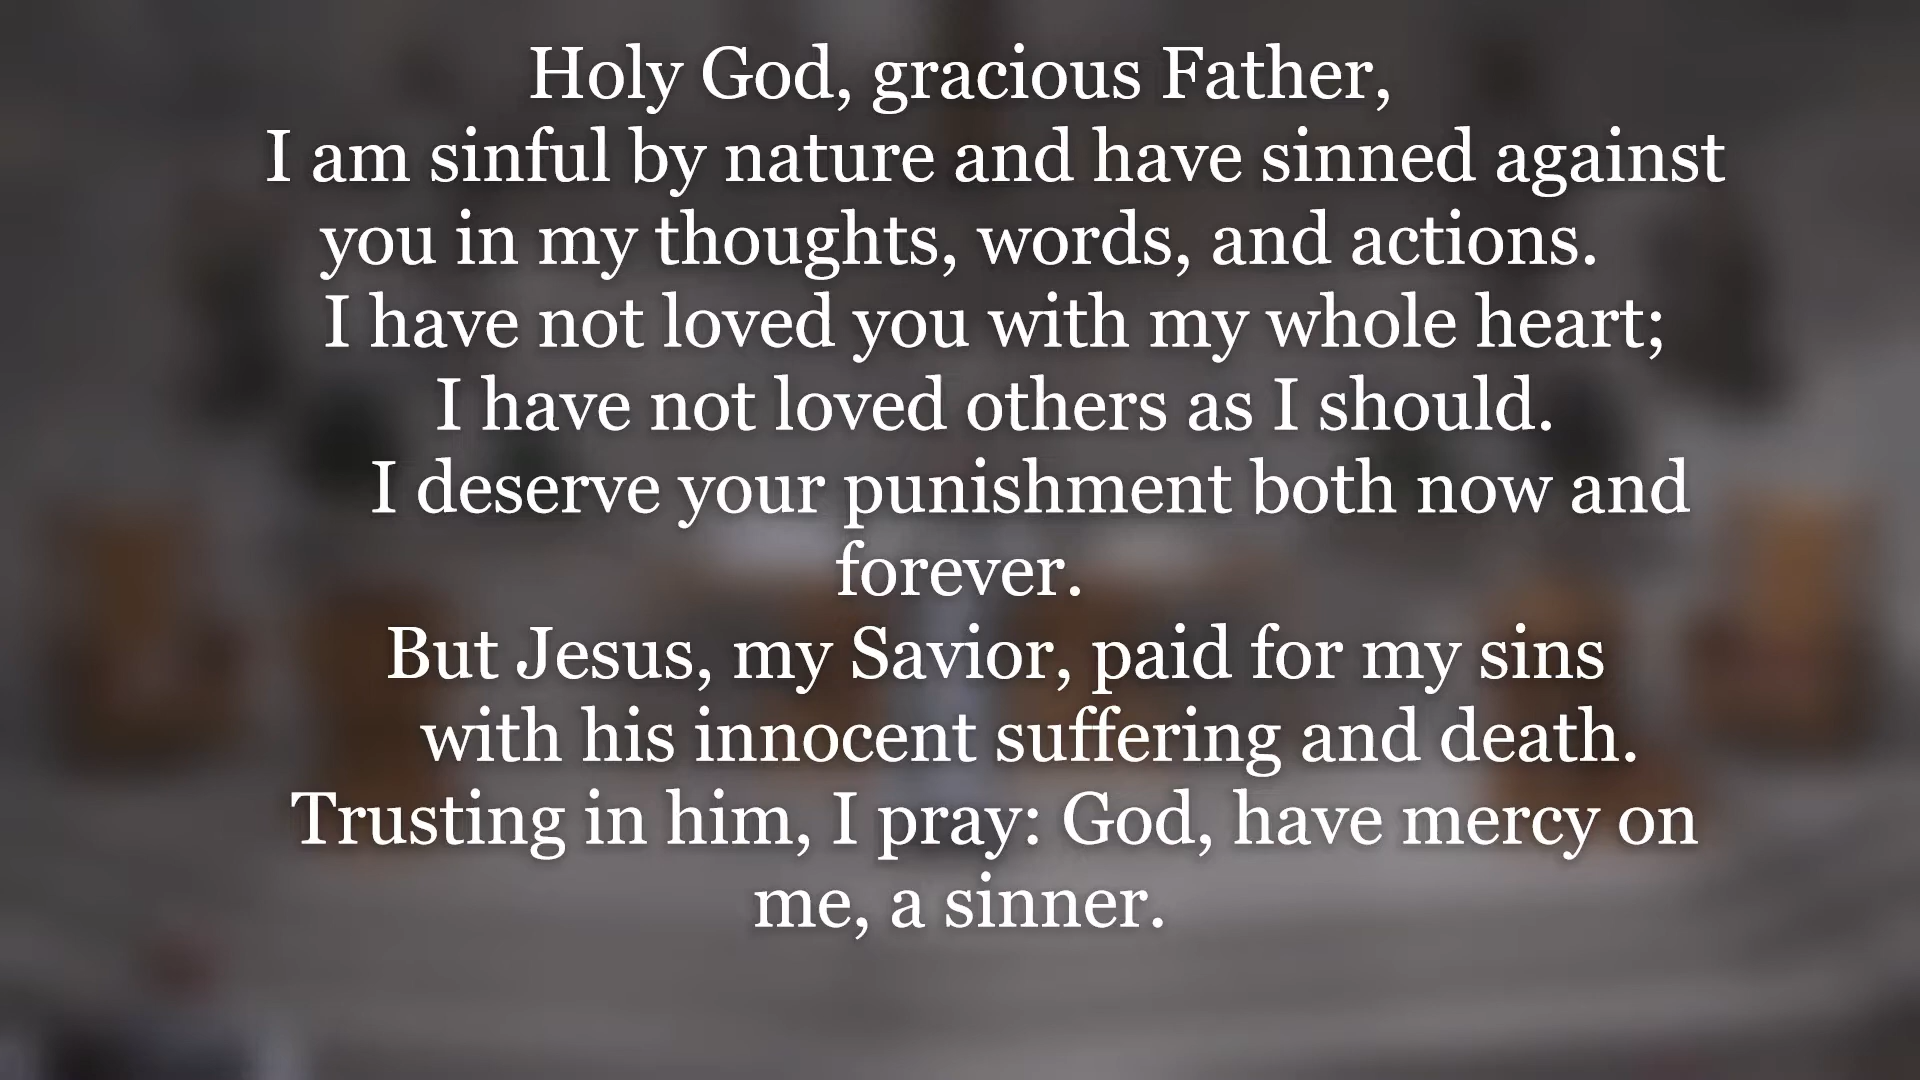 Holy God, gracious Father,
I am sinful by nature and have sinned against
you in my thoughts, words, and actions.
I have not loved you with my whole heart;
I have not loved others as I should.
I deserve your punishment both now and
forever.
But Jesus, my Savior, paid for my sins
with his innocent suffering and death.
Trusting in him, I pray: God, have mercy on
me, a sinner.